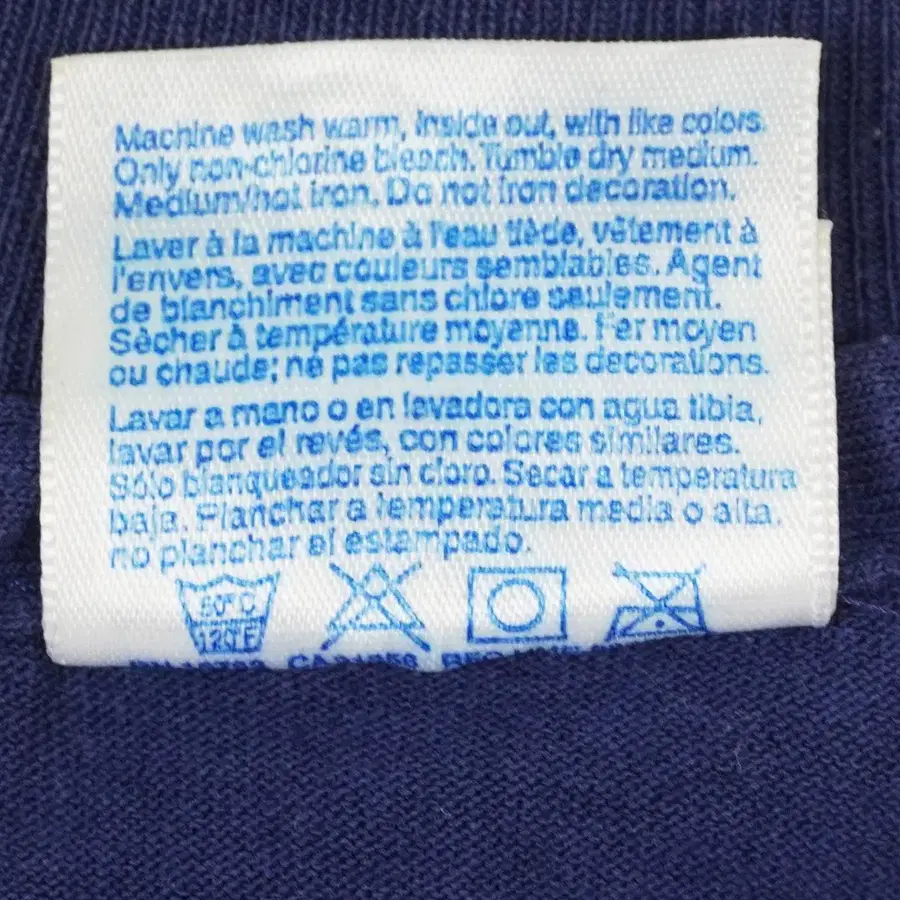 Machine wash warm, inside out, with like colors.
Only non-chlorine bleach. Tumble dry medium.
Medium/hot iron. Do not iron decoration.
Laver à la machine à l'eau tiède, vêtement à
l'envers, avec couleurs semblables. Agent
de blanchiment sans chlore seulement.
Sècher à température moyenne. Fer moyen
ou chaude; ne pas repasser les decorations.
Lavar a mano o en lavadora con agua tibia,
lavar por el revés, con colores similares.
Sólo blanqueador sin cloro. Secar a temperatura
baja. Planchar a temperatura media o alta.
no planchar el estampado.
50°C
120°F